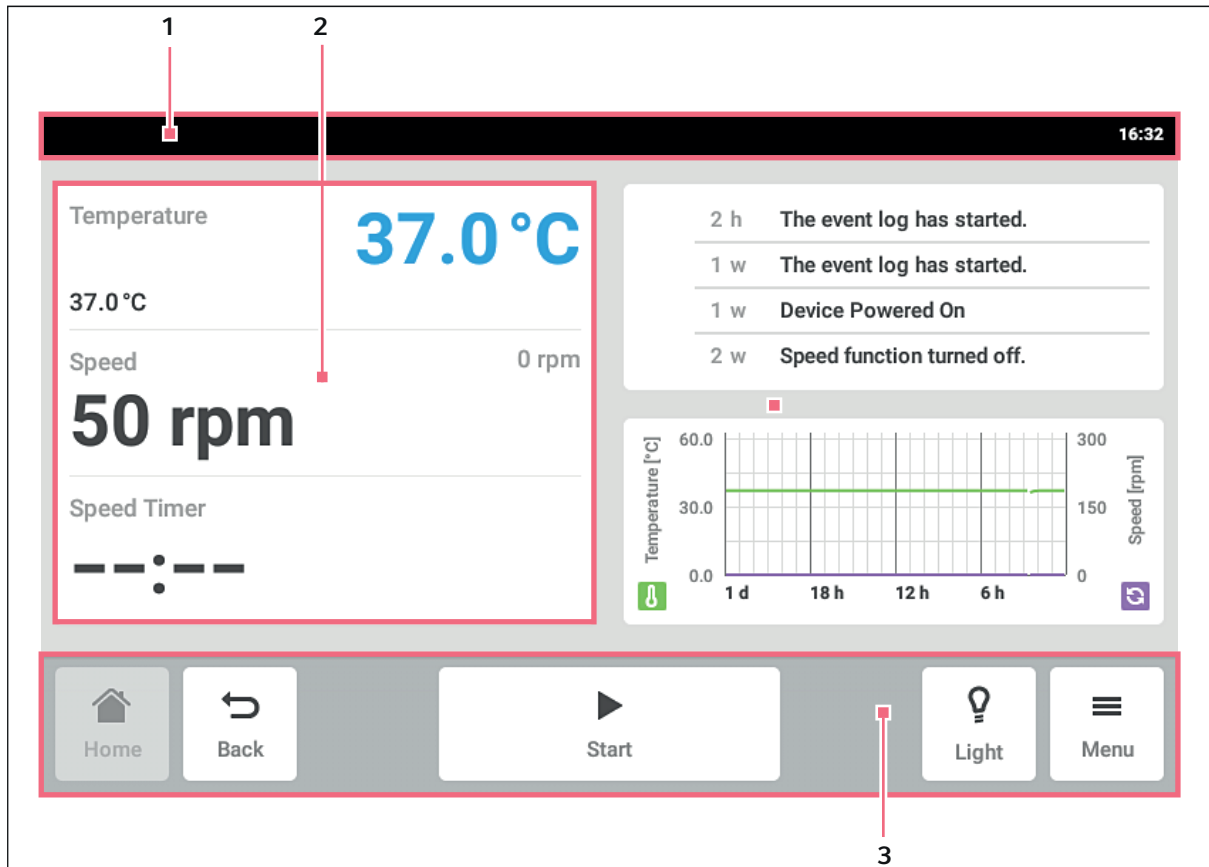 1 2
16:32
Temperature
37.0 °C
37.0 °C
Speed 0 rpm
50 rpm
Speed Timer
--:--
2 h The event log has started.
1 w The event log has started.
1 w Device Powered On
2 w Speed function turned off.
Temperature [°C]
60.0
30.0
0.0
300
150
0
Speed [rpm]
1 d 18 h 12 h 6 h
Home Back Start Light Menu
3